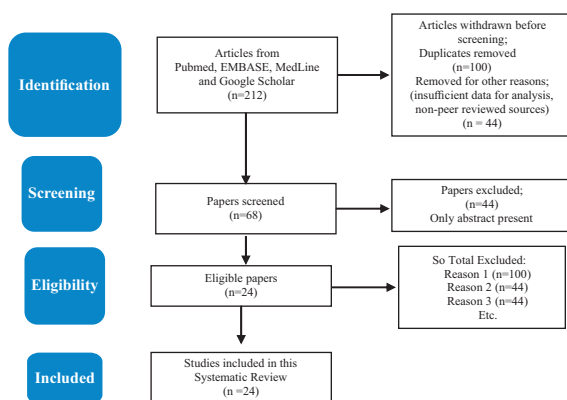 Identification
Articles from
Pubmed, EMBASE, MedLine
and Google Scholar
(n=212)
Articles withdrawn before
screening;
Duplicates removed
(n=100)
Removed for other reasons;
(insufficient data for analysis,
non-peer reviewed sources)
(n = 44)
Screening
Papers screened
(n=68)
Papers excluded;
(n=44)
Only abstract present
Eligibility
Eligible papers
(n=24)
So Total Excluded:
Reason 1 (n=100)
Reason 2 (n=44)
Reason 3 (n=44)
Etc.
Included
Studies included in this
Systematic Review
(n =24)